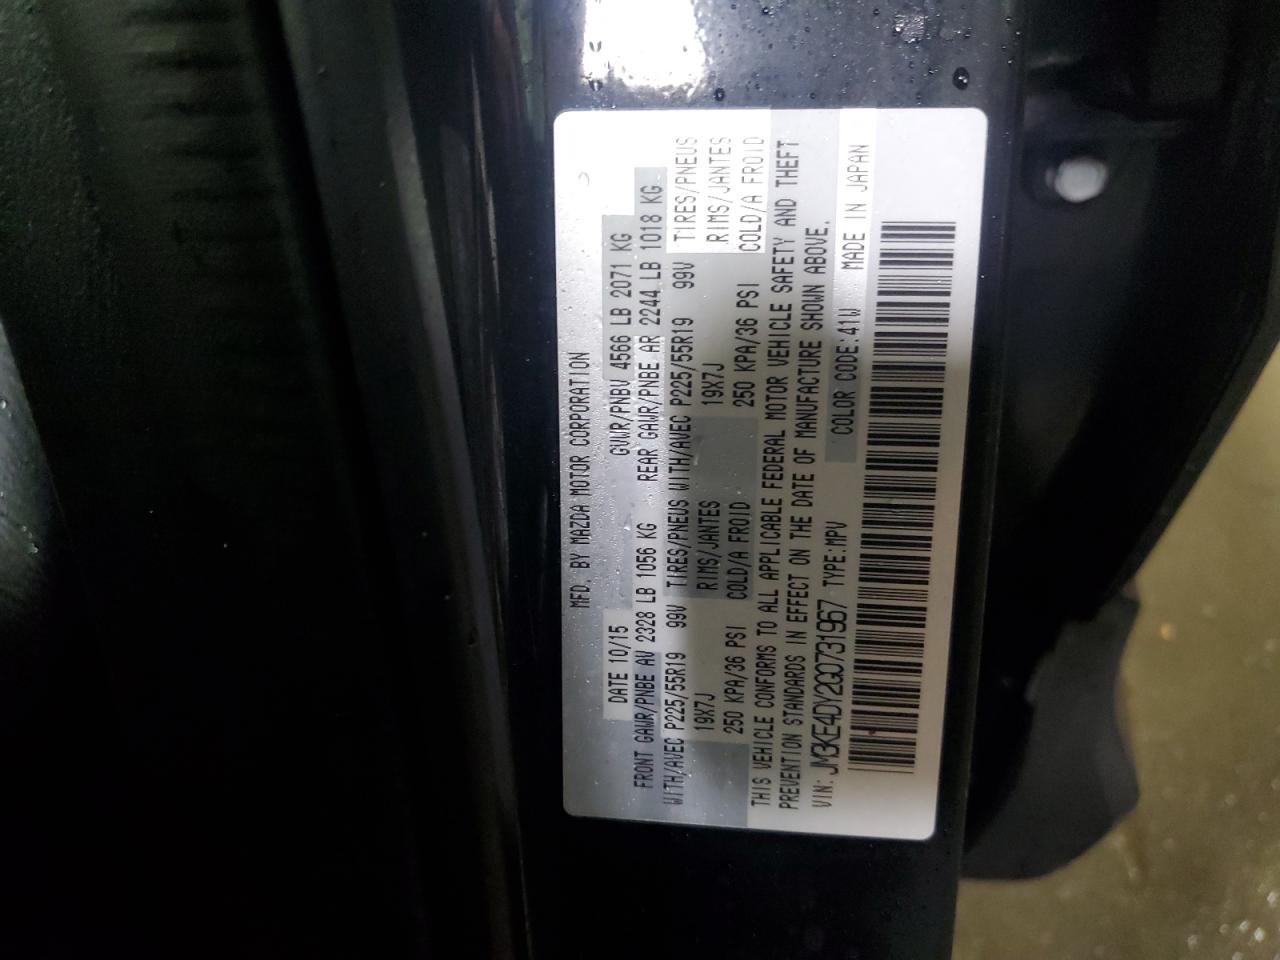 MFD. BY MAZDA MOTOR CORPORATION
DATE 10/15 GVWR/PNBV 4566 LB 2071 KG
FRONT GAWR/PNBE AV 2328 LB 1056 KG REAR GAWR/PNBE AR 2244 LB 1018 KG
WITH/AVEC P225/55R19 99V TIRES/PNEUS WITH/AVEC P225/55R19 99V TIRES/PNEUS
19X7J RIMS/JANTES 19X7J RIMS/JANTES
250 KPA/36 PSI COLD/A FROID 250 KPA/36 PSI COLD/A FROID
THIS VEHICLE CONFORMS TO ALL APPLICABLE FEDERAL MOTOR VEHICLE SAFETY AND THEFT
PREVENTION STANDARDS IN EFFECT ON THE DATE OF MANUFACTURE SHOWN ABOVE.
VIN: JM3KE4DY2G0731967 TYPE:MPV COLOR CODE:41W MADE IN JAPAN